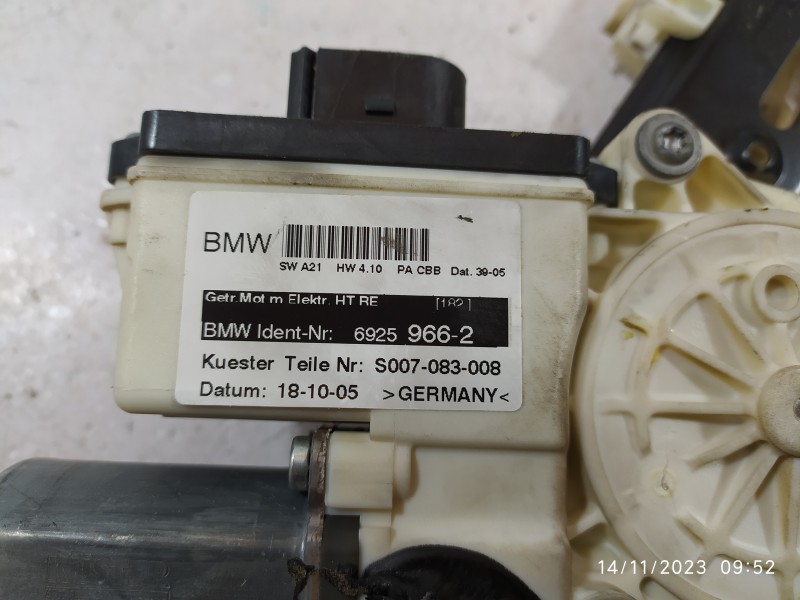 BMW
SW A21 HW 4.10 PA CBB Dat. 39-05
Getr.Mot m Elektr. HT RE [182]
BMW Ident-Nr: 6925 966-2
Kuester Teile Nr: S007-083-008
Datum: 18-10-05 >GERMANY<
14/11/2023 09:52